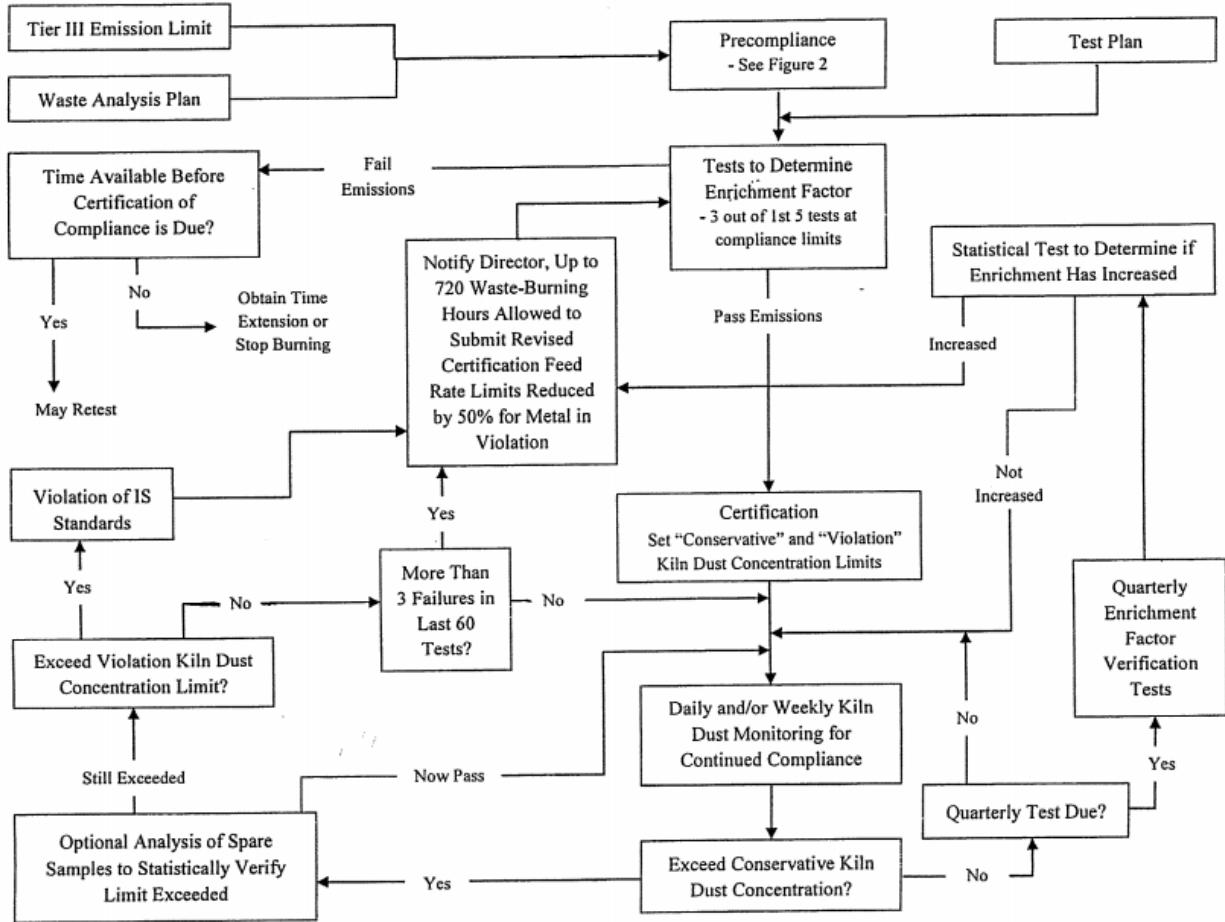 Tier III Emission Limit
Waste Analysis Plan
Precompliance
- See Figure 2
Test Plan
Time Available Before
Certification of
Compliance is Due?
Fail
Emissions
Tests to Determine
Enrichment Factor
- 3 out of 1st 5 tests at
compliance limits
Statistical Test to Determine if
Enrichment Has Increased
Notify Director, Up to
720 Waste-Burning
Hours Allowed to
Submit Revised
Certification Feed
Rate Limits Reduced
by 50% for Metal in
Violation
Yes
No
Obtain Time
Extension or
Stop Burning
May Retest
Pass Emissions
Increased
Not
Increased
Violation of IS
Standards
Yes
Certification
Set “Conservative” and “Violation”
Kiln Dust Concentration Limits
Yes
No
More Than
3 Failures in
Last 60
Tests?
No
Quarterly
Enrichment
Factor
Verification
Tests
Exceed Violation Kiln Dust
Concentration Limit?
Daily and/or Weekly Kiln
Dust Monitoring for
Continued Compliance
No
Yes
Still Exceeded
Now Pass
Quarterly Test Due?
Optional Analysis of Spare
Samples to Statistically Verify
Limit Exceeded
Yes
Exceed Conservative Kiln
Dust Concentration?
No